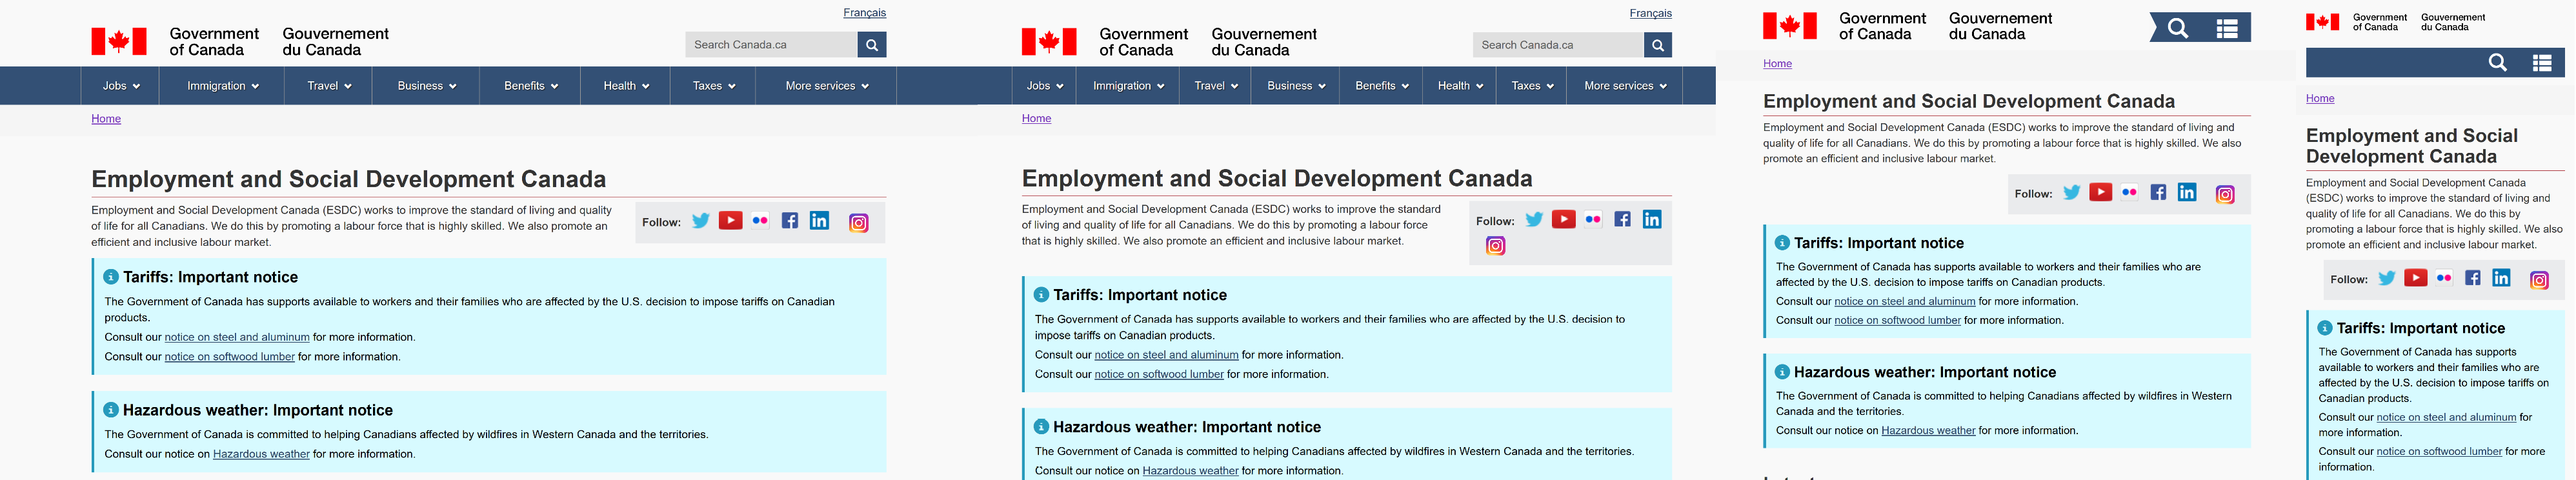 Français
Government
of Canada
Gouvernement
du Canada
Search Canada.ca
Jobs
Immigration
Travel
Business
Benefits
Health
Taxes
More services
Home
Employment and Social Development Canada
Employment and Social Development Canada (ESDC) works to improve the standard of living and quality
of life for all Canadians. We do this by promoting a labour force that is highly skilled. We also promote an
efficient and inclusive labour market.
Follow:
Tariffs: Important notice
The Government of Canada has supports available to workers and their families who are affected by the U.S. decision to impose tariffs on Canadian
products.
Consult our notice on steel and aluminum for more information.
Consult our notice on softwood lumber for more information.
Hazardous weather: Important notice
The Government of Canada is committed to helping Canadians affected by wildfires in Western Canada and the territories.
Consult our notice on Hazardous weather for more information.
Français
Government
of Canada
Gouvernement
du Canada
Search Canada.ca
Jobs
Immigration
Travel
Business
Benefits
Health
Taxes
More services
Home
Employment and Social Development Canada
Employment and Social Development Canada (ESDC) works to improve the standard
of living and quality of life for all Canadians. We do this by promoting a labour force
that is highly skilled. We also promote an efficient and inclusive labour market.
Follow:
Tariffs: Important notice
The Government of Canada has supports available to workers and their families who are affected by the U.S. decision to
impose tariffs on Canadian products.
Consult our notice on steel and aluminum for more information.
Consult our notice on softwood lumber for more information.
Hazardous weather: Important notice
The Government of Canada is committed to helping Canadians affected by wildfires in Western Canada and the territories.
Consult our notice on Hazardous weather for more information.
Government
of Canada
Gouvernement
du Canada
Home
Employment and Social Development Canada
Employment and Social Development Canada (ESDC) works to improve the standard of living and
quality of life for all Canadians. We do this by promoting a labour force that is highly skilled. We also
promote an efficient and inclusive labour market.
Follow:
Tariffs: Important notice
The Government of Canada has supports available to workers and their families who are
affected by the U.S. decision to impose tariffs on Canadian products.
Consult our notice on steel and aluminum for more information.
Consult our notice on softwood lumber for more information.
Hazardous weather: Important notice
The Government of Canada is committed to helping Canadians affected by wildfires in Western
Canada and the territories.
Consult our notice on Hazardous weather for more information.
Government
of Canada
Gouvernement
du Canada
Home
Employment and Social
Development Canada
Employment and Social Development Canada
(ESDC) works to improve the standard of living and
quality of life for all Canadians. We do this by
promoting a labour force that is highly skilled. We also
promote an efficient and inclusive labour market.
Follow:
Tariffs: Important notice
The Government of Canada has supports
available to workers and their families who are
affected by the U.S. decision to impose tariffs on
Canadian products.
Consult our notice on steel and aluminum for
more information.
Consult our notice on softwood lumber for more
information.